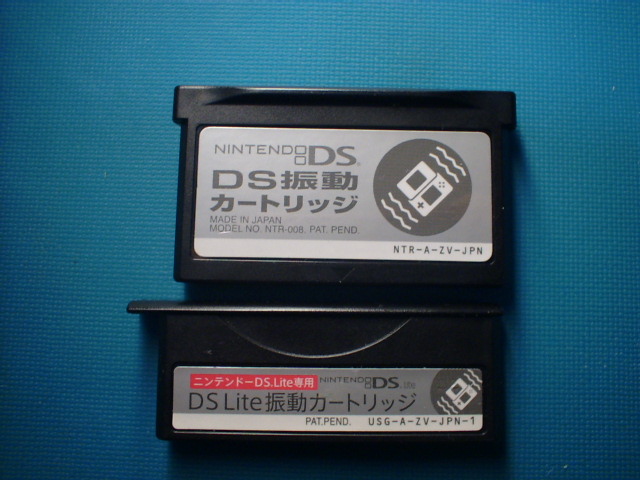 NINTENDO DS
DS振動
カートリッジ
MADE IN JAPAN
MODEL NO. NTR-008. PAT. PEND.
NTR-A-ZV-JPN
ニンテンドーDS Lite専用 NINTENDO DS Lite
DS Lite振動カートリッジ
PAT.PEND. USG-A-ZV-JPN-1